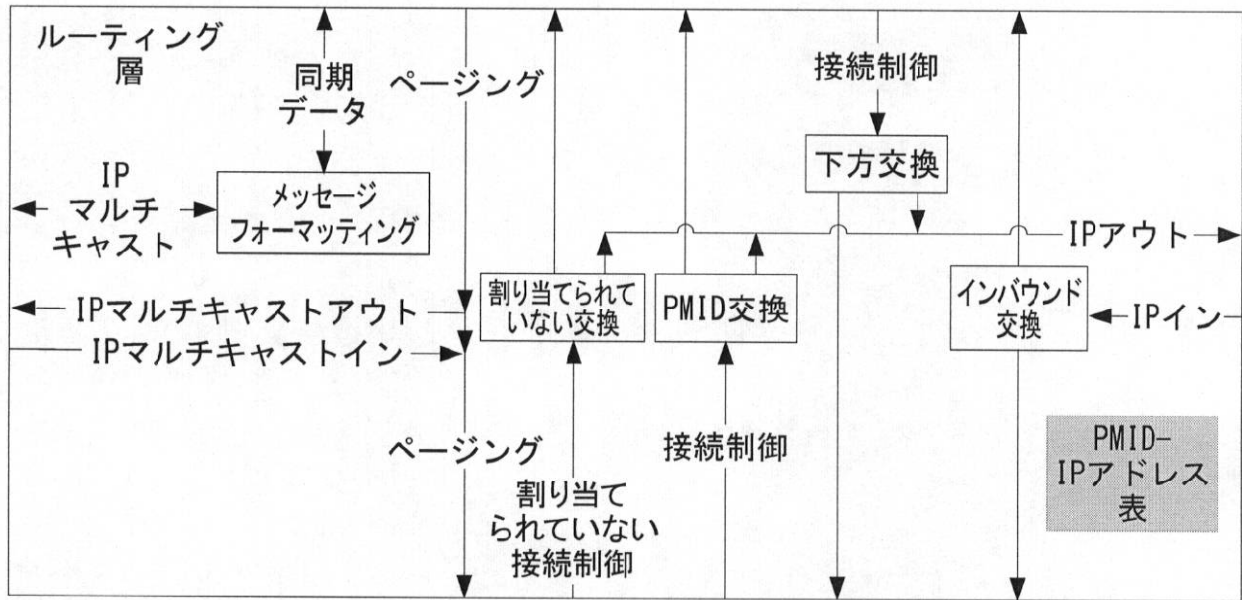 ルーティング
層
同期
データ
ページング
接続制御
下方交換
IP
マルチ
キャスト
メッセージ
フォーマッティング
IPアウト
割り当てられて
いない交換
PMID交換
インバウンド
交換
IPイン
IPマルチキャストアウト
IPマルチキャストイン
ページング
接続制御
割り当て
られていない
接続制御
PMID-
IPアドレス
表